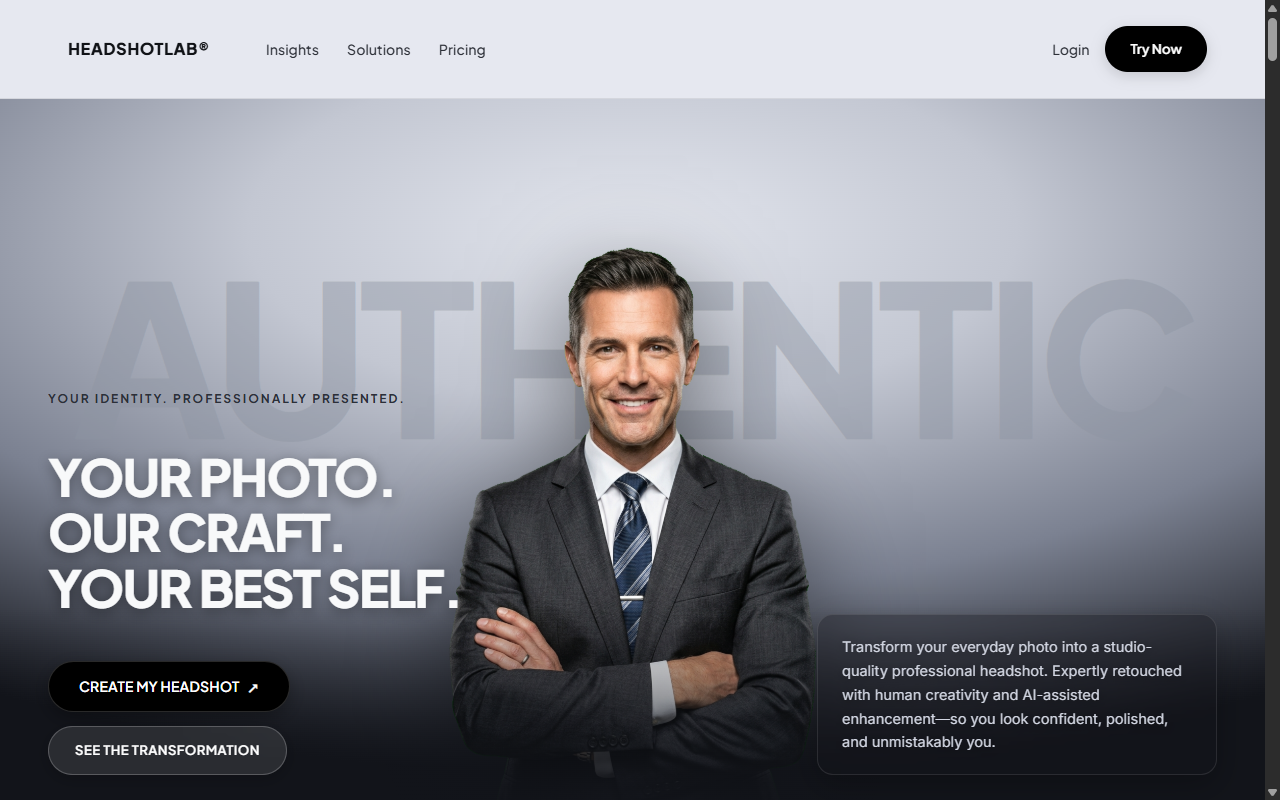 HEADSHOTLAB®
Insights
Solutions
Pricing
Login
Try Now
AUTHENTIC
YOUR IDENTITY. PROFESSIONALLY PRESENTED.
YOUR PHOTO.
OUR CRAFT.
YOUR BEST SELF.
CREATE MY HEADSHOT ↗
SEE THE TRANSFORMATION
Transform your everyday photo into a studio-
quality professional headshot. Expertly retouched
with human creativity and AI-assisted
enhancement—so you look confident, polished,
and unmistakably you.